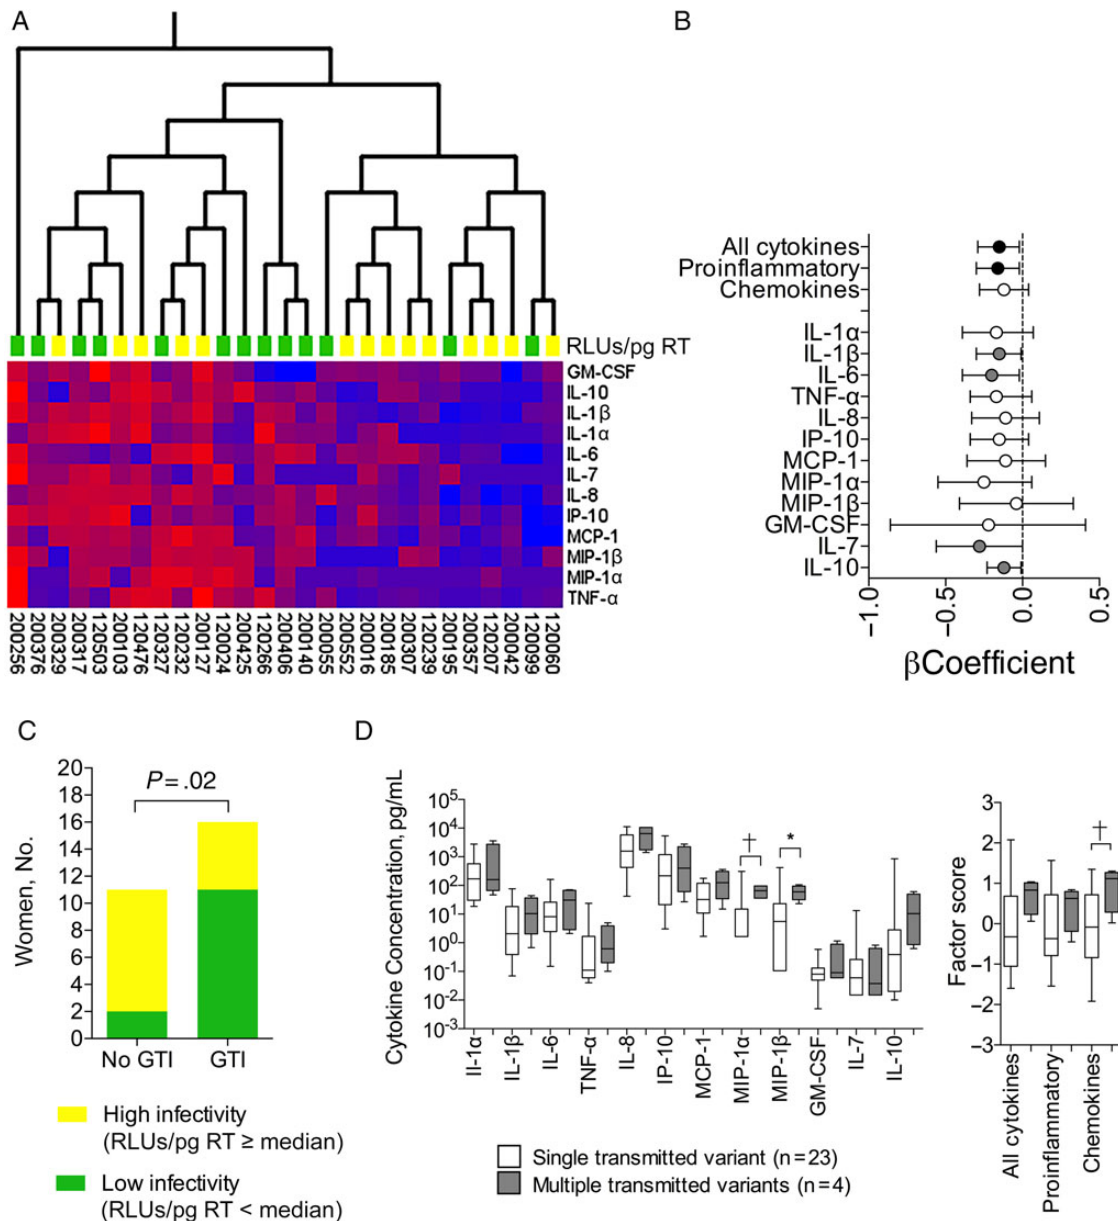 A
RLUs/pg RT
GM-CSF
IL-10
IL-1β
IL-1α
IL-6
IL-7
IL-8
IP-10
MCP-1
MIP-1β
MIP-1α
TNF-α
200256
200376
200329
200317
120503
200103
120476
120327
120232
200127
120024
200425
120266
200406
200140
200055
200552
200016
200185
200307
120239
200195
200357
120207
200042
120099
120060
B
All cytokines
Proinflammatory
Chemokines
IL-1α
IL-1β
IL-6
TNF-α
IL-8
IP-10
MCP-1
MIP-1α
MIP-1β
GM-CSF
IL-7
IL-10
-1.0
-0.5
0.0
0.5
βCoefficient
C
Women, No.
20
18
16
14
12
10
8
6
4
2
0
P = .02
No GTI
GTI
High infectivity
(RLUs/pg RT ≥ median)
Low infectivity
(RLUs/pg RT < median)
D
Cytokine Concentration, pg/mL
10⁵
10⁴
10³
10²
10¹
10⁰
10⁻¹
10⁻²
10⁻³
†
*
Il-1α
IL-1β
IL-6
TNF-α
IL-8
IP-10
MCP-1
MIP-1α
MIP-1β
GM-CSF
IL-7
IL-10
Single transmitted variant (n=23)
Multiple transmitted variants (n=4)
Factor score
3
2
1
0
−1
−2
−3
†
All cytokines
Proinflammatory
Chemokines